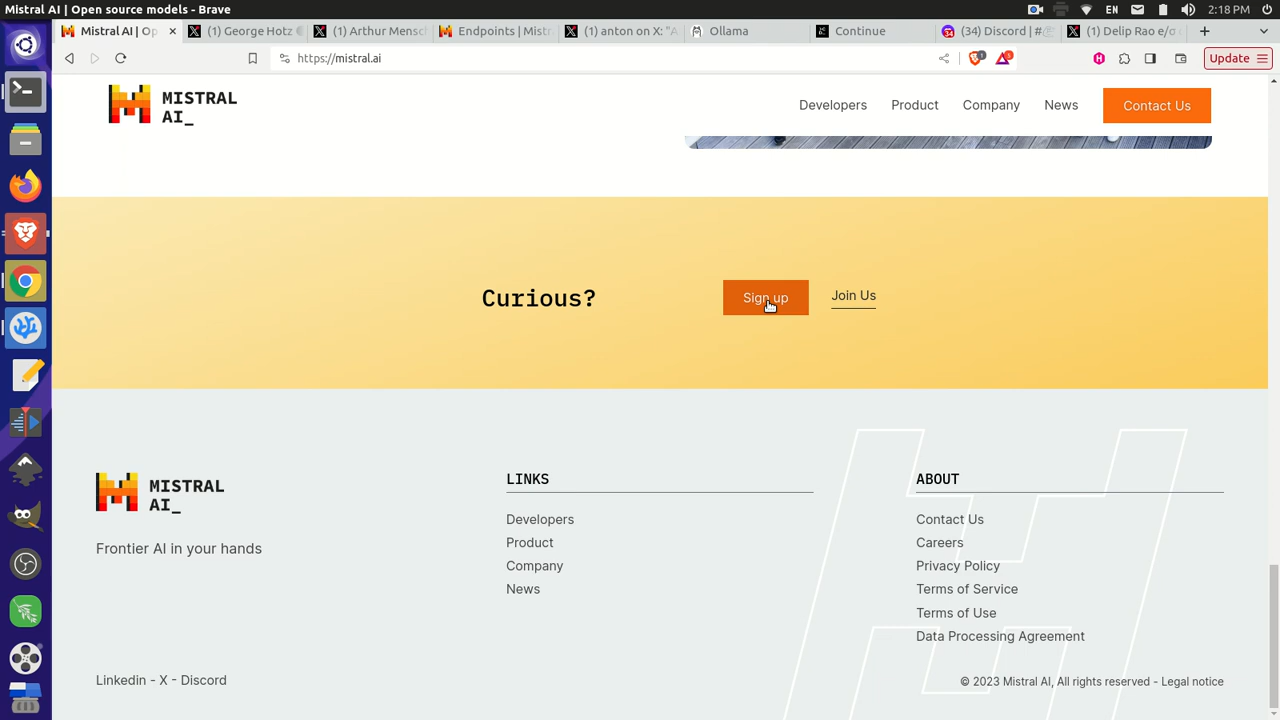 Mistral AI | Open source models - Brave
EN
2:18 PM
Mistral AI | Op
(1) George Hotz
(1) Arthur Mensch
Endpoints | Mistr
(1) anton on X: "A
Ollama
Continue
(34) Discord | #
(1) Delip Rao e/σ
https://mistral.ai
1
Update
MISTRAL
AI_
Developers
Product
Company
News
Contact Us
Curious?
Sign up
Join Us
MISTRAL
AI_
Frontier AI in your hands
LINKS
Developers
Product
Company
News
ABOUT
Contact Us
Careers
Privacy Policy
Terms of Service
Terms of Use
Data Processing Agreement
Linkedin - X - Discord
© 2023 Mistral AI, All rights reserved - Legal notice